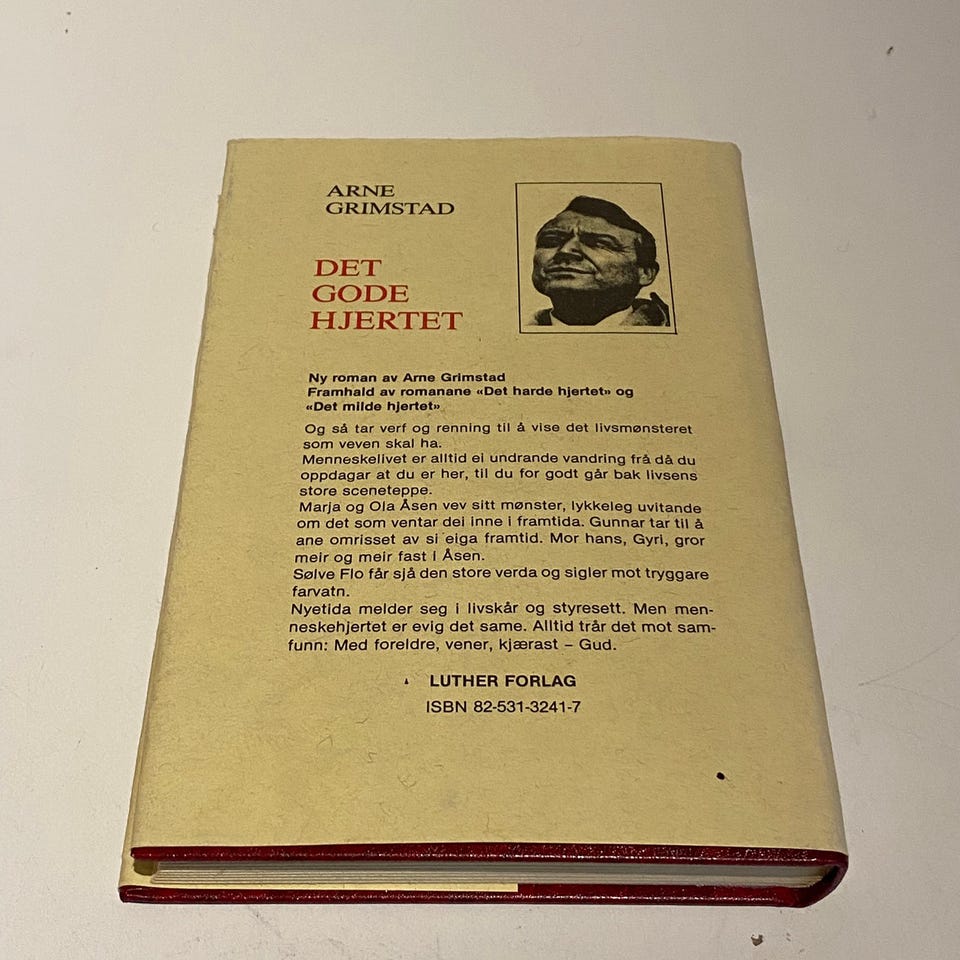 ARNE
GRIMSTAD
DET
GODE
HJERTET
Ny roman av Arne Grimstad
Framhald av romanane «Det harde hjertet» og
«Det milde hjertet»
Og så tar verf og renning til å vise det livsmønsteret
som veven skal ha.
Menneskelivet er alltid ei undrande vandring frå då du
oppdagar at du er her, til du for godt går bak livsens
store sceneteppe.
Marja og Ola Åsen vev sitt mønster, lykkeleg uvitande
om det som ventar dei inne i framtida. Gunnar tar til å
ane omrisset av si eiga framtid. Mor hans, Gyri, gror
meir og meir fast i Åsen.
Sølve Flo får sjå den store verda og sigler mot tryggare
farvatn.
Nyetida melder seg i livskår og styresett. Men men-
neskehjertet er evig det same. Alltid trår det mot sam-
funn: Med foreldre, vener, kjærast – Gud.
LUTHER FORLAG
ISBN 82-531-3241-7